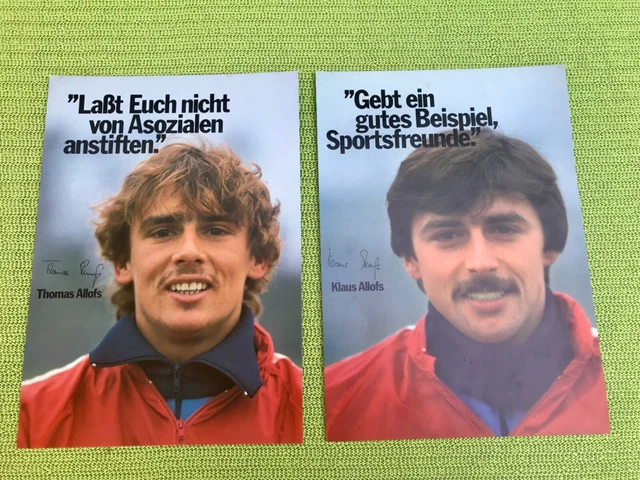 "Laßt Euch nicht
von Asozialen
anstiften."
Thomas Allofs
"Gebt ein
gutes Beispiel,
Sportsfreunde."
Klaus Allofs